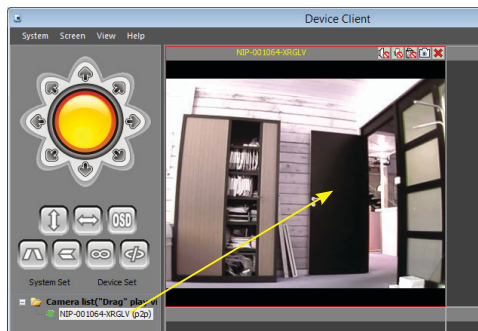 Device Client
System Screen View Help
NIP-001064-XRGLV
OSD
System Set Device Set
Camera list("Drag" play vi
NIP-001064-XRGLV (p2p)